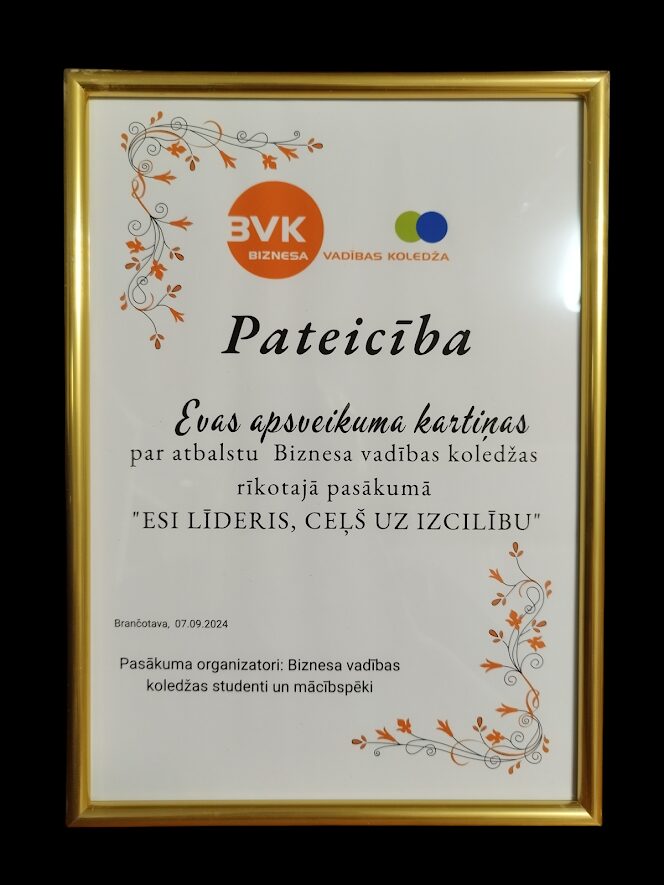 BVK
BIZNESA VADĪBAS KOLEDŽA
Pateicība
Evas apsveikuma kartiņas
par atbalstu Biznesa vadības koledžas
rīkotajā pasākumā
"ESI LĪDERIS, CEĻŠ UZ IZCILĪBU"
Brančotava, 07.09.2024
Pasākuma organizatori: Biznesa vadības
koledžas studenti un mācībspēki